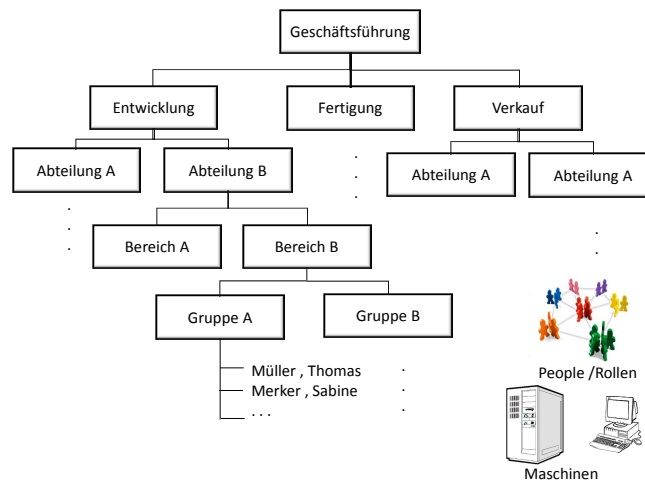 Geschäftsführung
Entwicklung
Fertigung
Verkauf
Abteilung A
Abteilung B
Abteilung A
Abteilung A
Bereich A
Bereich B
Gruppe A
Gruppe B
Müller , Thomas
Merker , Sabine
. . .
People /Rollen
Maschinen